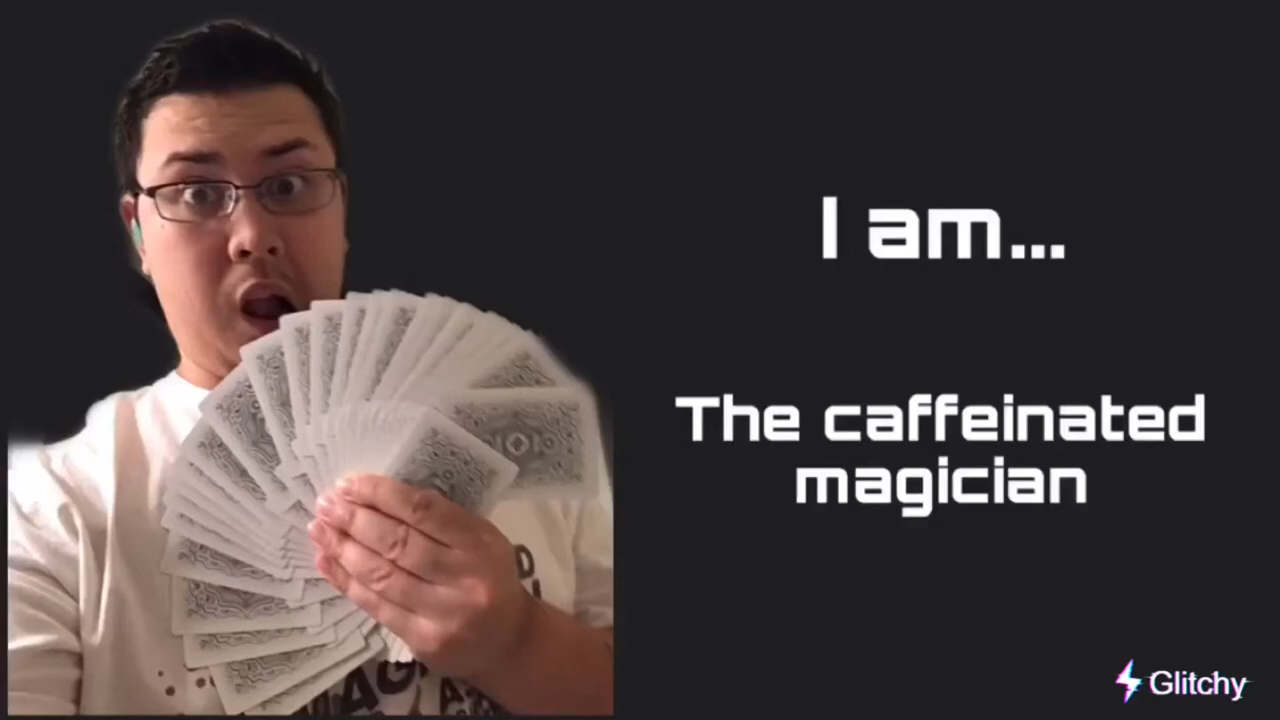 I am...
The caffeinated
magician
Glitchy